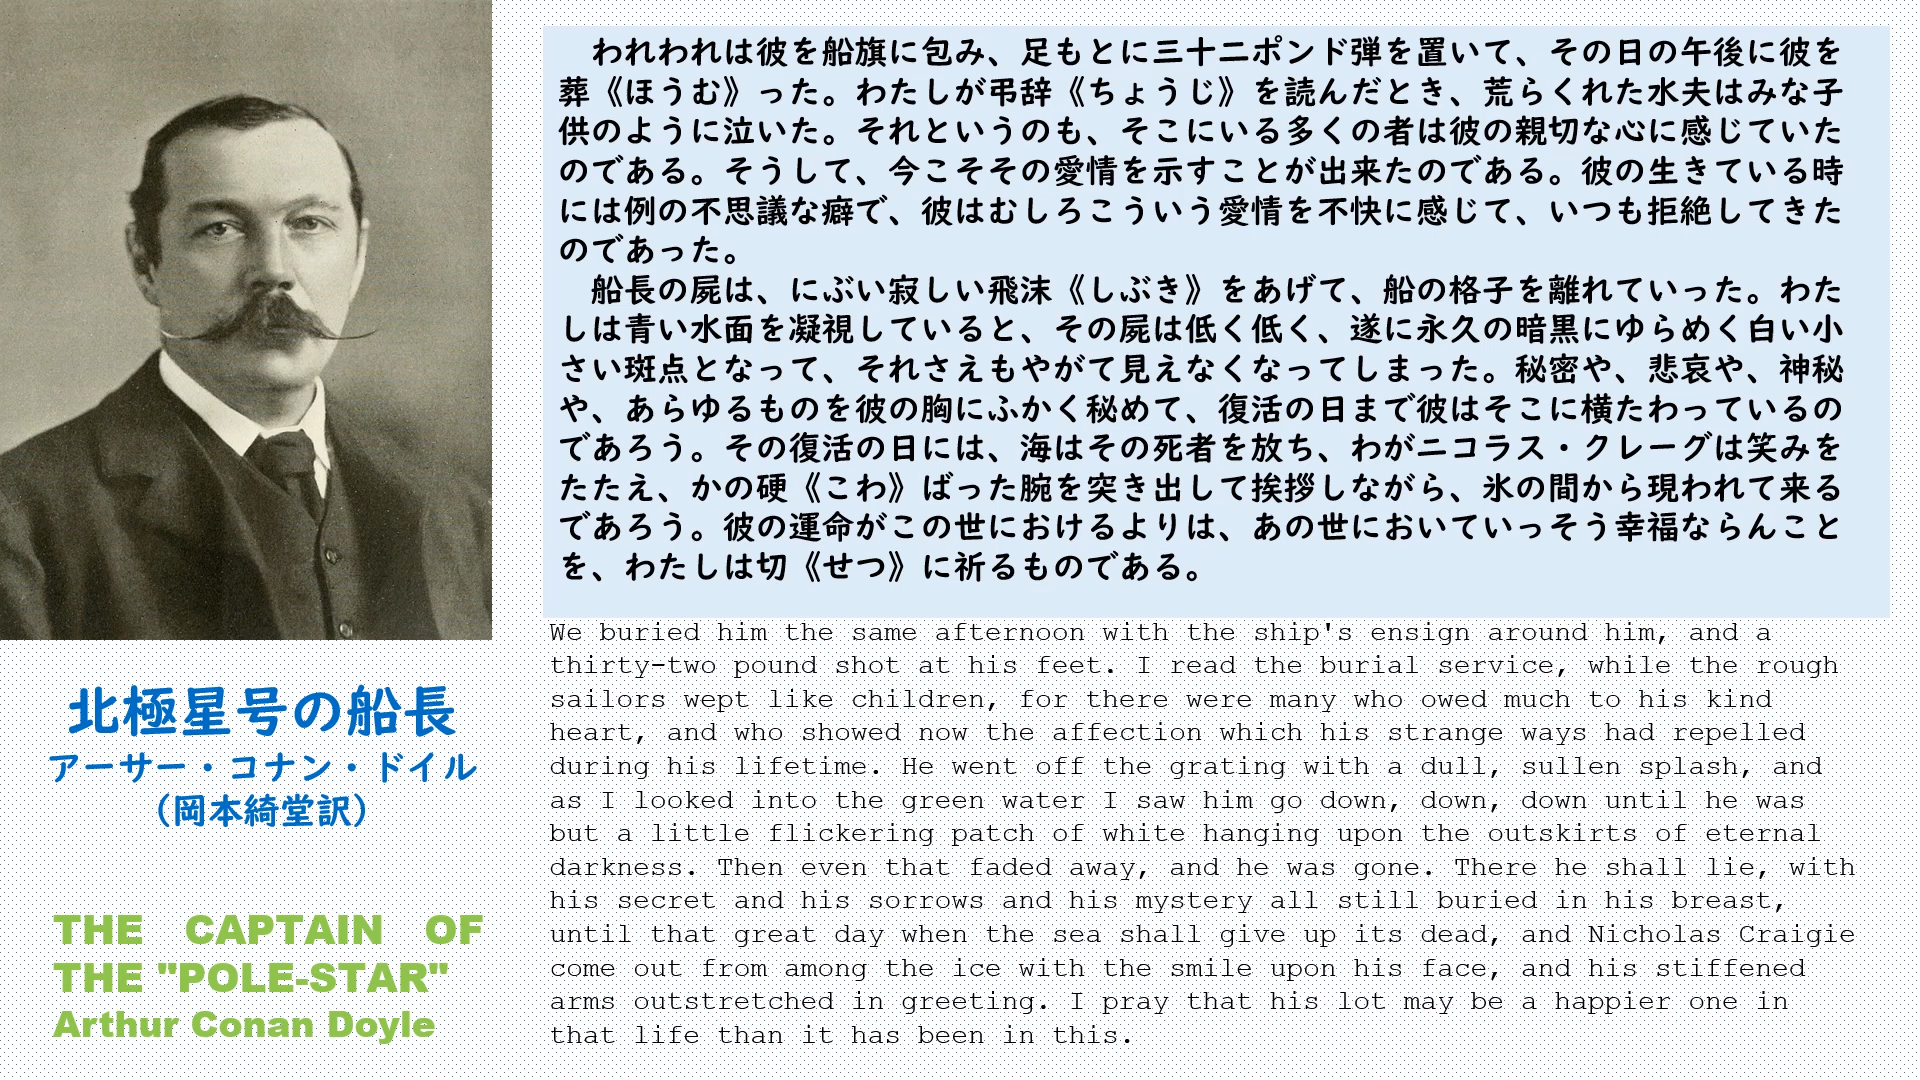 われわれは彼を船旗に包み、足もとに三十二ポンド弾を置いて、その日の午後に彼を
葬《ほうむ》った。わたしが弔辞《ちょうじ》を読んだとき、荒らくれた水夫はみな子
供のように泣いた。それというのも、そこにいる多くの者は彼の親切な心に感じていた
のである。そうして、今こそその愛情を示すことが出来たのである。彼の生きている時
には例の不思議な癖で、彼はむしろこういう愛情を不快に感じて、いつも拒絶してきた
のであった。
船長の屍は、にぶい寂しい飛沫《しぶき》をあげて、船の格子を離れていった。わた
しは青い水面を凝視していると、その屍は低く低く、遂に永久の暗黒にゆらめく白い小
さい斑点となって、それさえもやがて見えなくなってしまった。秘密や、悲哀や、神秘
や、あらゆるものを彼の胸にふかく秘めて、復活の日まで彼はそこに横たわっているの
であろう。その復活の日には、海はその死者を放ち、わがニコラス・クレーグは笑みを
たたえ、かの硬《こわ》ばった腕を突き出して挨拶しながら、氷の間から現われて来る
であろう。彼の運命がこの世におけるよりは、あの世においていっそう幸福ならんこと
を、わたしは切《せつ》に祈るものである。
We buried him the same afternoon with the ship's ensign around him, and a
thirty-two pound shot at his feet. I read the burial service, while the rough
sailors wept like children, for there were many who owed much to his kind
heart, and who showed now the affection which his strange ways had repelled
during his lifetime. He went off the grating with a dull, sullen splash, and
as I looked into the green water I saw him go down, down, down until he was
but a little flickering patch of white hanging upon the outskirts of eternal
darkness. Then even that faded away, and he was gone. There he shall lie, with
his secret and his sorrows and his mystery all still buried in his breast,
until that great day when the sea shall give up its dead, and Nicholas Craigie
come out from among the ice with the smile upon his face, and his stiffened
arms outstretched in greeting. I pray that his lot may be a happier one in
that life than it has been in this.
北極星号の船長
アーサー・コナン・ドイル
（岡本綺堂訳）
THE CAPTAIN OF
THE "POLE-STAR"
Arthur Conan Doyle